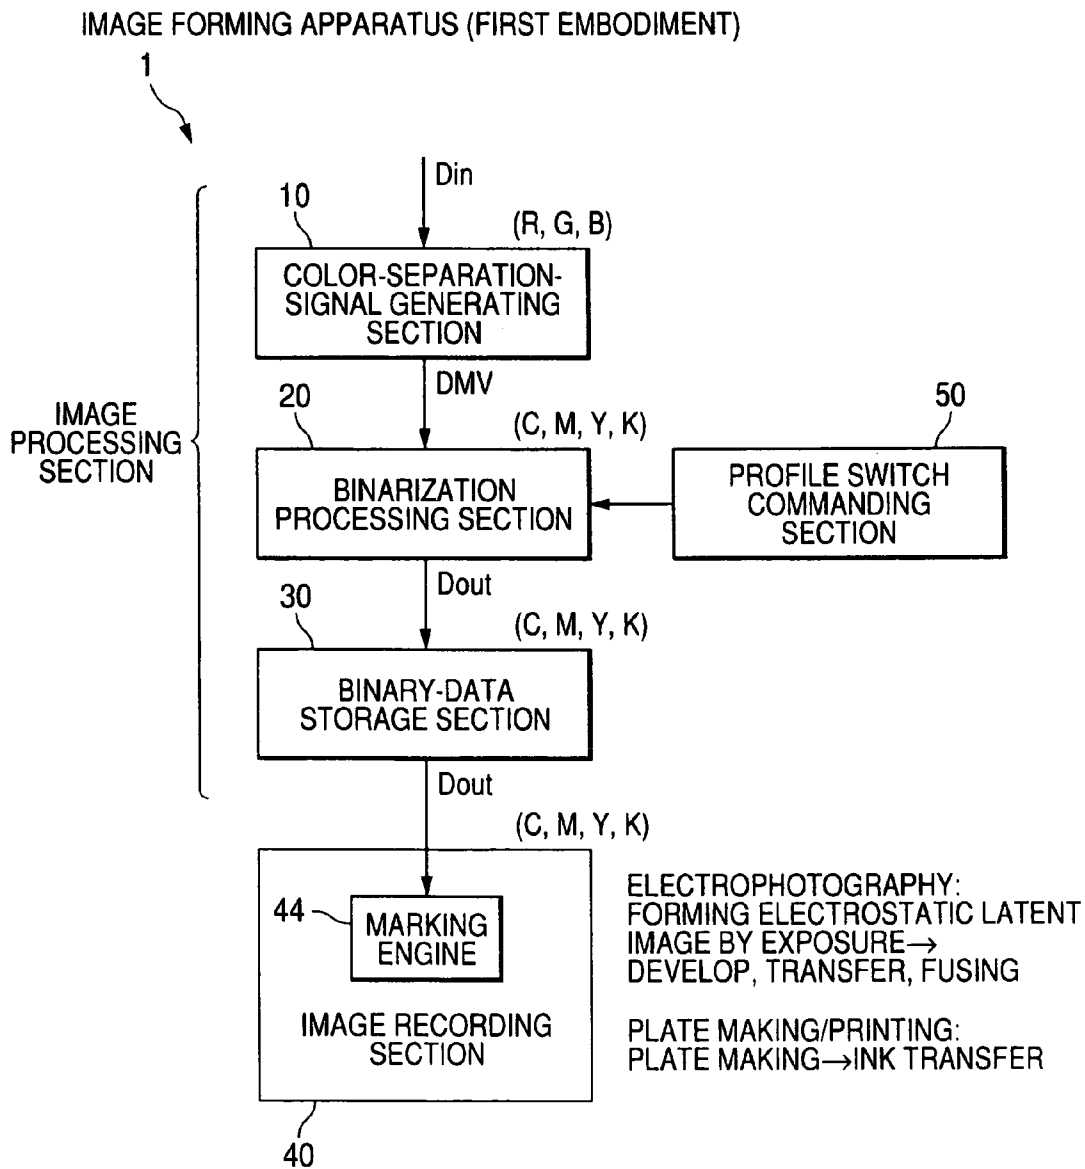 IMAGE FORMING APPARATUS (FIRST EMBODIMENT)
1
Din
10
(R, G, B)
COLOR-SEPARATION-
SIGNAL GENERATING
SECTION
DMV
20
(C, M, Y, K)
50
IMAGE
PROCESSING
SECTION
BINARIZATION
PROCESSING SECTION
PROFILE SWITCH
COMMANDING
SECTION
Dout
30
(C, M, Y, K)
BINARY-DATA
STORAGE SECTION
Dout
(C, M, Y, K)
44
MARKING
ENGINE
IMAGE RECORDING
SECTION
40
ELECTROPHOTOGRAPHY:
FORMING ELECTROSTATIC LATENT
IMAGE BY EXPOSURE→
DEVELOP, TRANSFER, FUSING
PLATE MAKING/PRINTING:
PLATE MAKING→INK TRANSFER